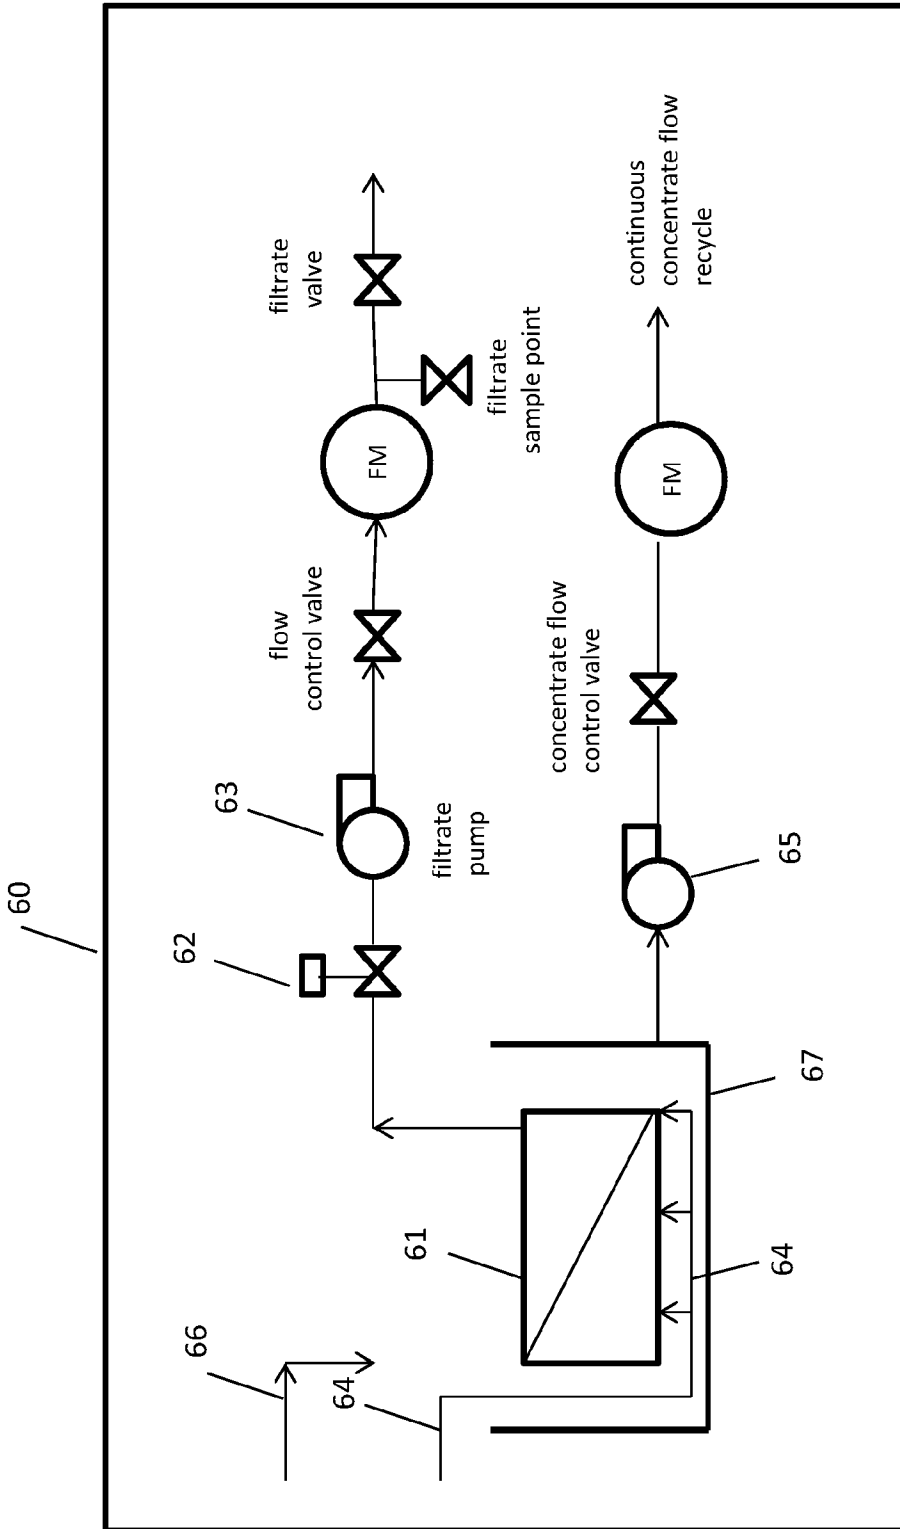 60
66
64
61
64
67
62
63
filtrate
pump
65
flow
control valve
concentrate flow
control valve
FM
FM
filtrate
sample point
filtrate
valve
continuous
concentrate flow
recycle